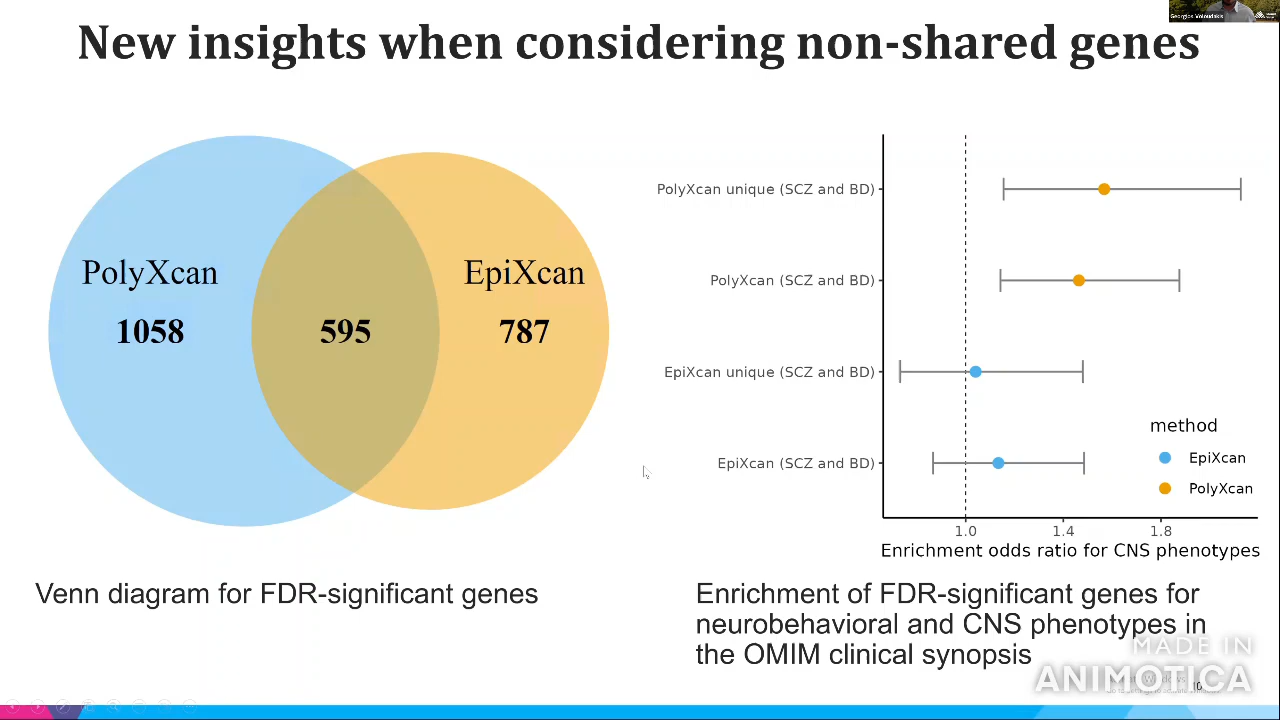 Georgios Voloudakis
New insights when considering non-shared genes
PolyXcan
1058
595
EpiXcan
787
PolyXcan unique (SCZ and BD)
PolyXcan (SCZ and BD)
EpiXcan unique (SCZ and BD)
EpiXcan (SCZ and BD)
method
EpiXcan
PolyXcan
1.0 1.4 1.8
Enrichment odds ratio for CNS phenotypes
Venn diagram for FDR-significant genes
Enrichment of FDR-significant genes for
neurobehavioral and CNS phenotypes in
the OMIM clinical synopsis
MADE IN
ANIMOTICA